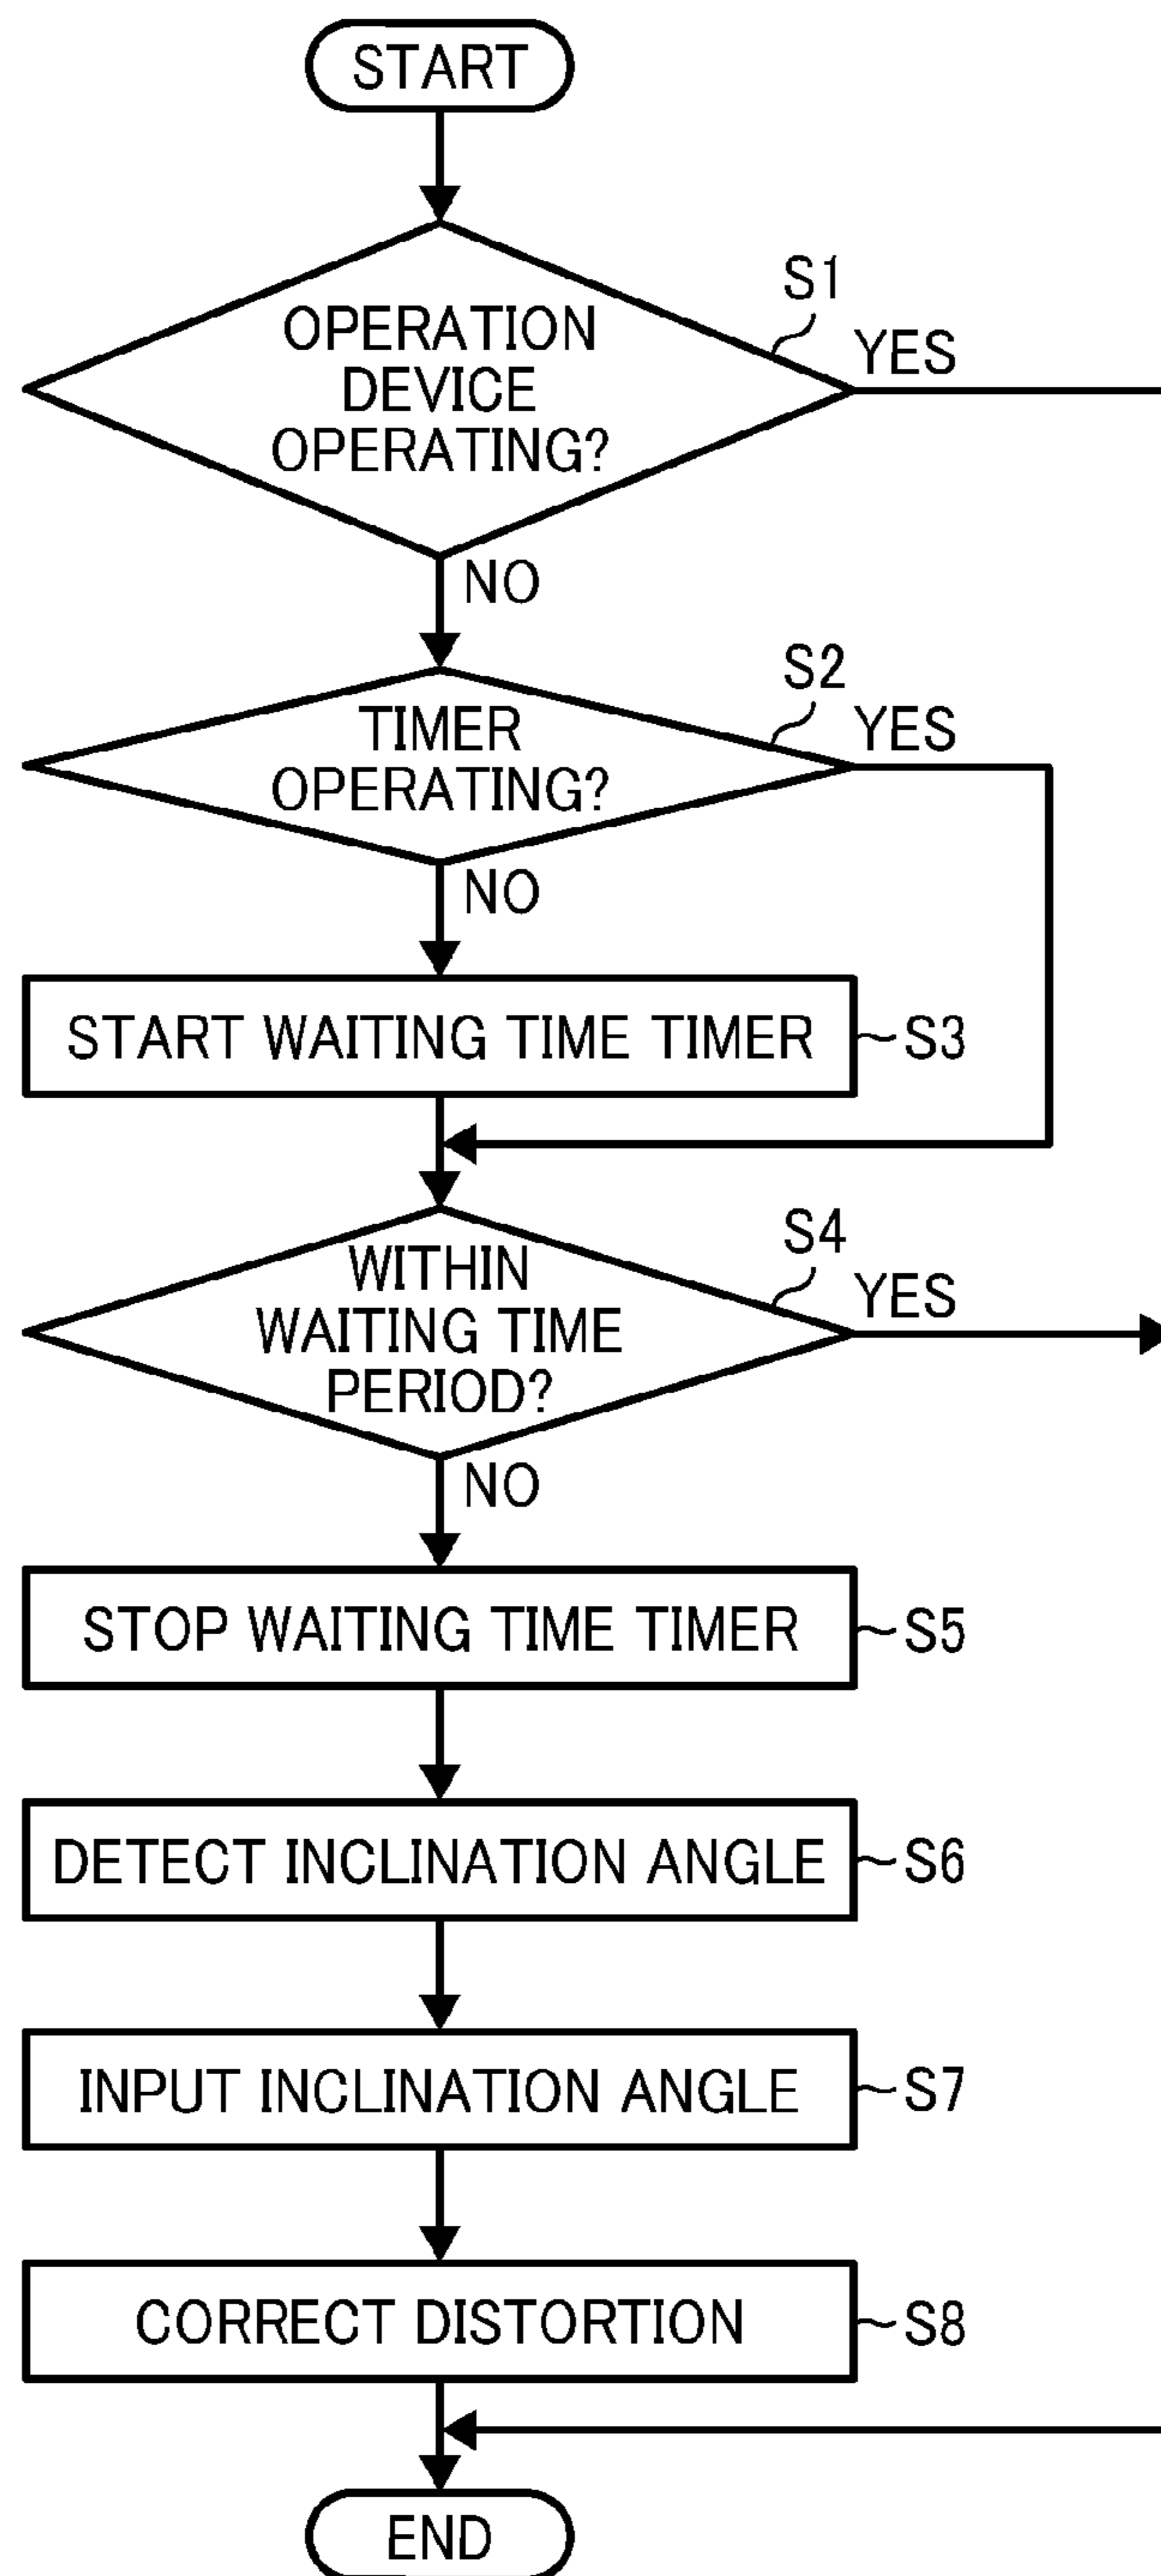 START
S1
OPERATION
DEVICE
OPERATING?
YES
NO
S2
TIMER
OPERATING?
YES
NO
START WAITING TIME TIMER
S3
S4
WITHIN
WAITING TIME
PERIOD?
YES
NO
STOP WAITING TIME TIMER
S5
DETECT INCLINATION ANGLE
S6
INPUT INCLINATION ANGLE
S7
CORRECT DISTORTION
S8
END